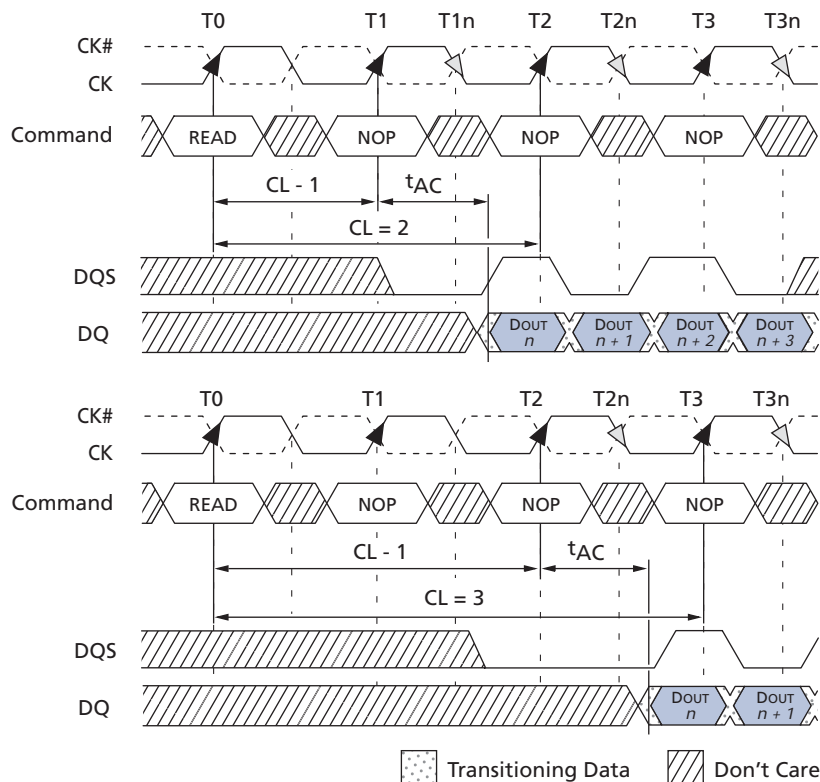 T0 T1 T1n T2 T2n T3 T3n
CK#
CK
Command READ NOP NOP NOP
CL - 1 tAC
CL = 2
DQS
DQ DOUT n DOUT n + 1 DOUT n + 2 DOUT n + 3
T0 T1 T2 T2n T3 T3n
CK#
CK
Command READ NOP NOP NOP
CL - 1 tAC
CL = 3
DQS
DQ DOUT n DOUT n + 1
Transitioning Data Don't Care